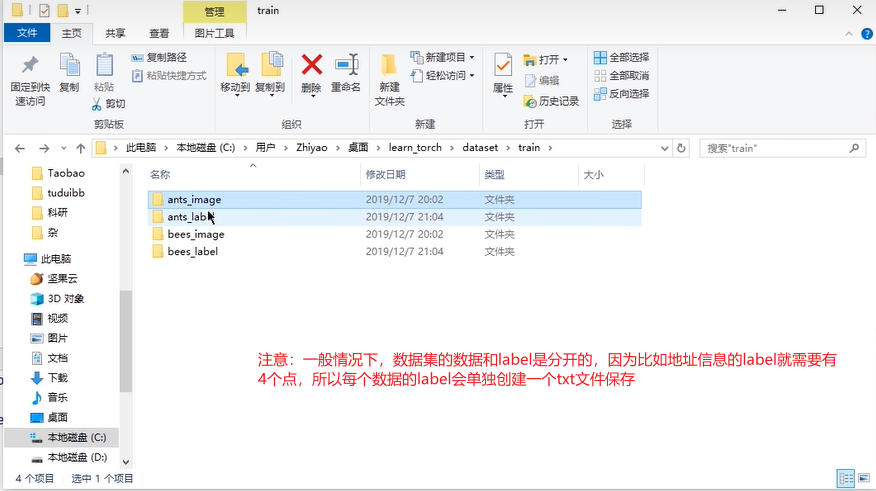 管理
train
文件
主页
共享
查看
图片工具
固定到快
速访问
复制
粘贴
复制路径
粘贴快捷方式
剪切
剪贴板
移动到
复制到
删除
重命名
组织
新建
文件夹
新建项目
轻松访问
新建
属性
打开
编辑
历史记录
打开
全部选择
全部取消
反向选择
选择
此电脑 > 本地磁盘 (C:) > 用户 > Zhiyao > 桌面 > learn_torch > dataset > train >
搜索"train"
Taobao
tuduibb
科研
杂
此电脑
坚果云
3D 对象
视频
图片
文档
下载
音乐
桌面
本地磁盘 (C:)
本地磁盘 (D:)
名称 修改日期 类型 大小
ants_image 2019/12/7 20:02 文件夹
ants_label 2019/12/7 21:04 文件夹
bees_image 2019/12/7 20:02 文件夹
bees_label 2019/12/7 21:04 文件夹
注意：一般情况下，数据集的数据和label是分开的，因为比如地址信息的label就需要有
4个点，所以每个数据的label会单独创建一个txt文件保存
4 个项目 选中 1 个项目